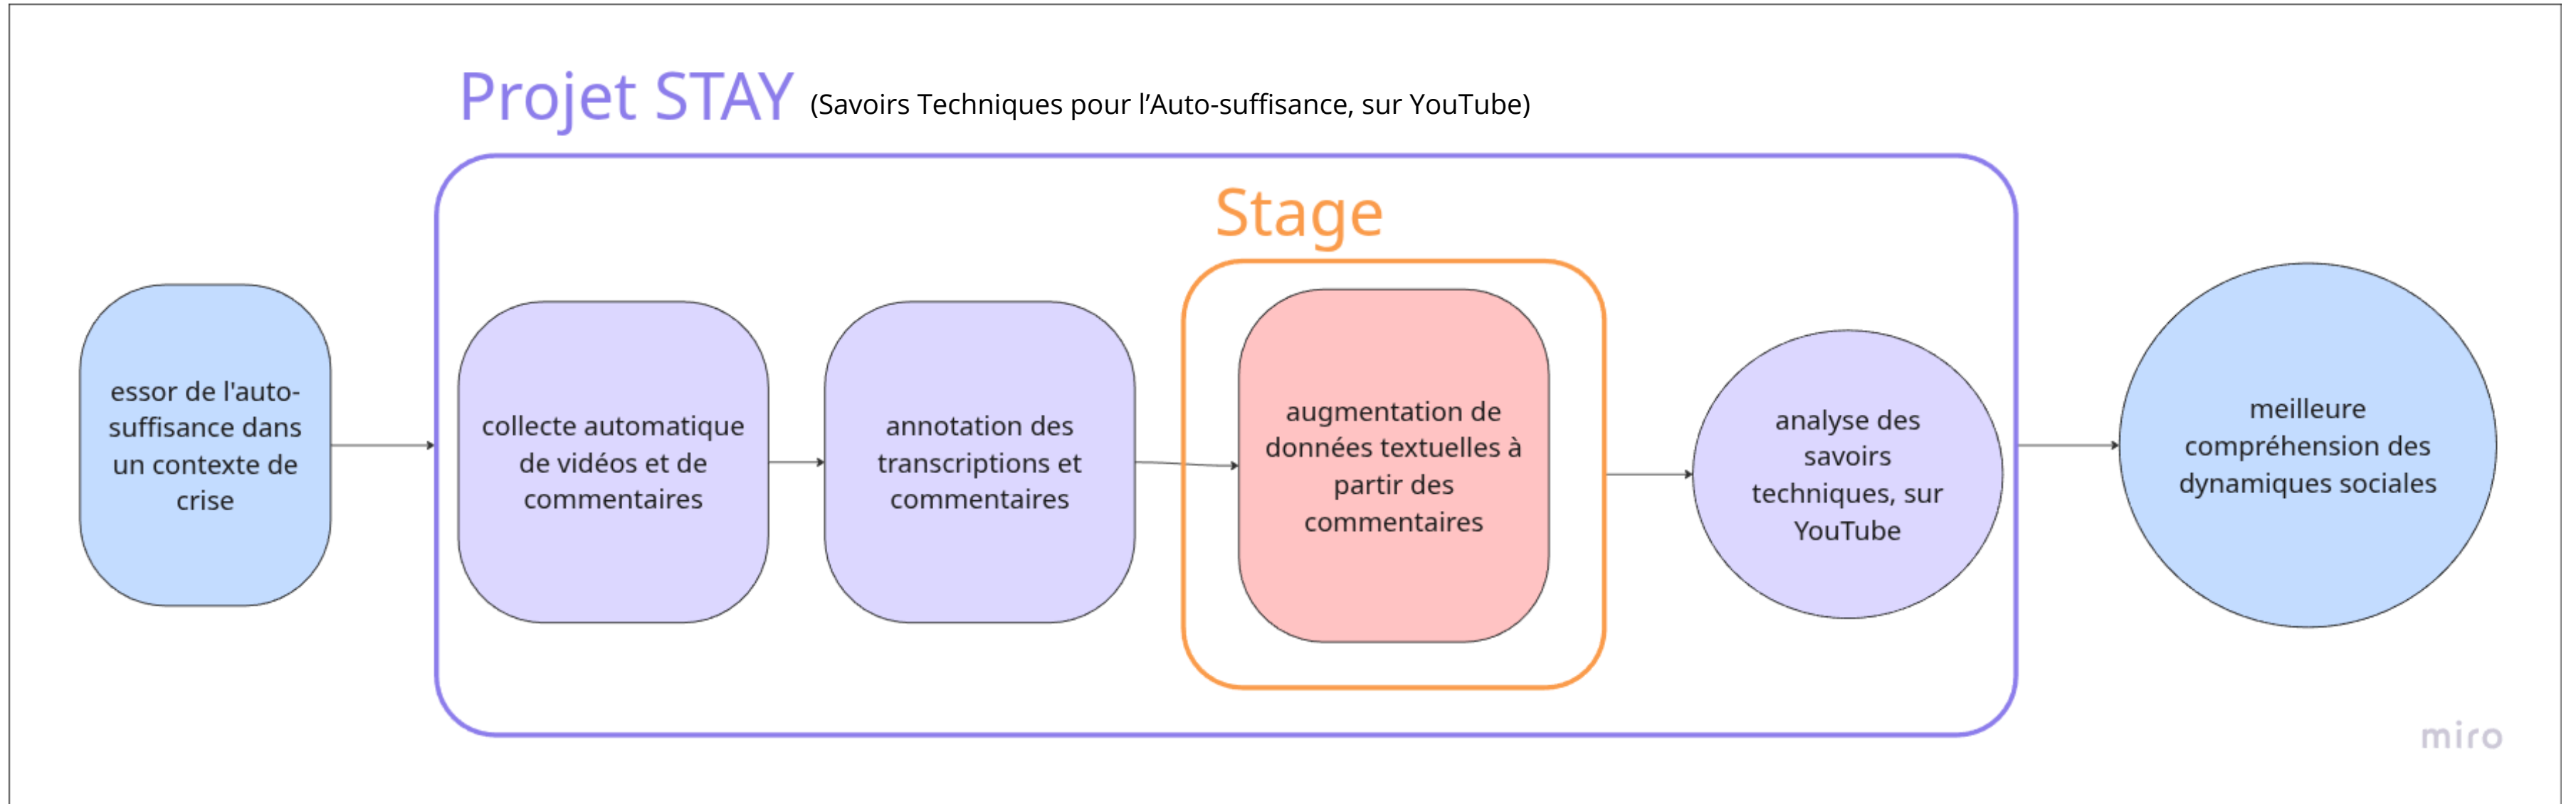 Projet STAY (Savoirs Techniques pour l’Auto-suffisance, sur YouTube)
Stage
essor de l'auto-
suffisance dans
un contexte de
crise
collecte automatique
de vidéos et de
commentaires
annotation des
transcriptions et
commentaires
augmentation de
données textuelles à
partir des
commentaires
analyse des
savoirs
techniques, sur
YouTube
meilleure
compréhension des
dynamiques sociales
miro